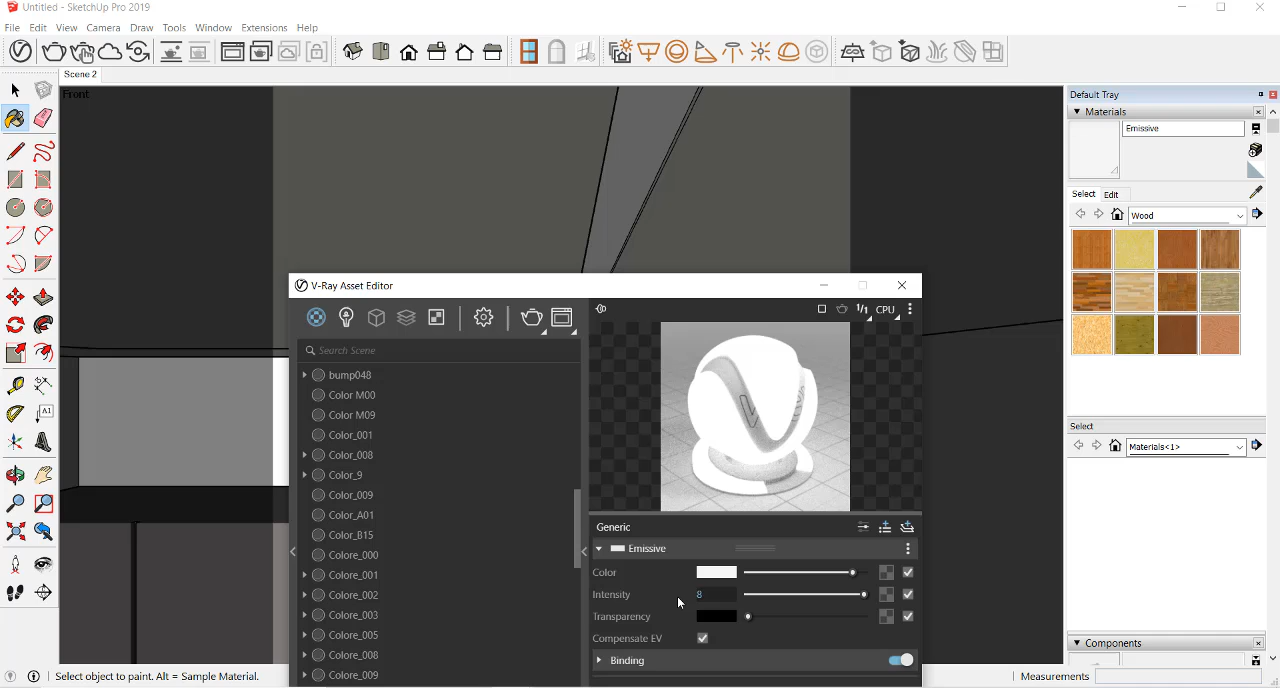 Untitled - SketchUp Pro 2019
File Edit View Camera Draw Tools Window Extensions Help
Scene 2
Front
Default Tray
Materials
Emissive
Select Edit
Wood
Select
Materials<1>
Components
V-Ray Asset Editor
1/1 CPU
Search Scene
bump048
Color M00
Color M09
Color_001
Color_008
Color_9
Color_009
Color_A01
Color_B15
Colore_000
Colore_001
Colore_002
Colore_003
Colore_005
Colore_008
Colore_009
Generic
Emissive
Color
Intensity 8
Transparency
Compensate EV
Binding
A1
Select object to paint. Alt = Sample Material.
Measurements